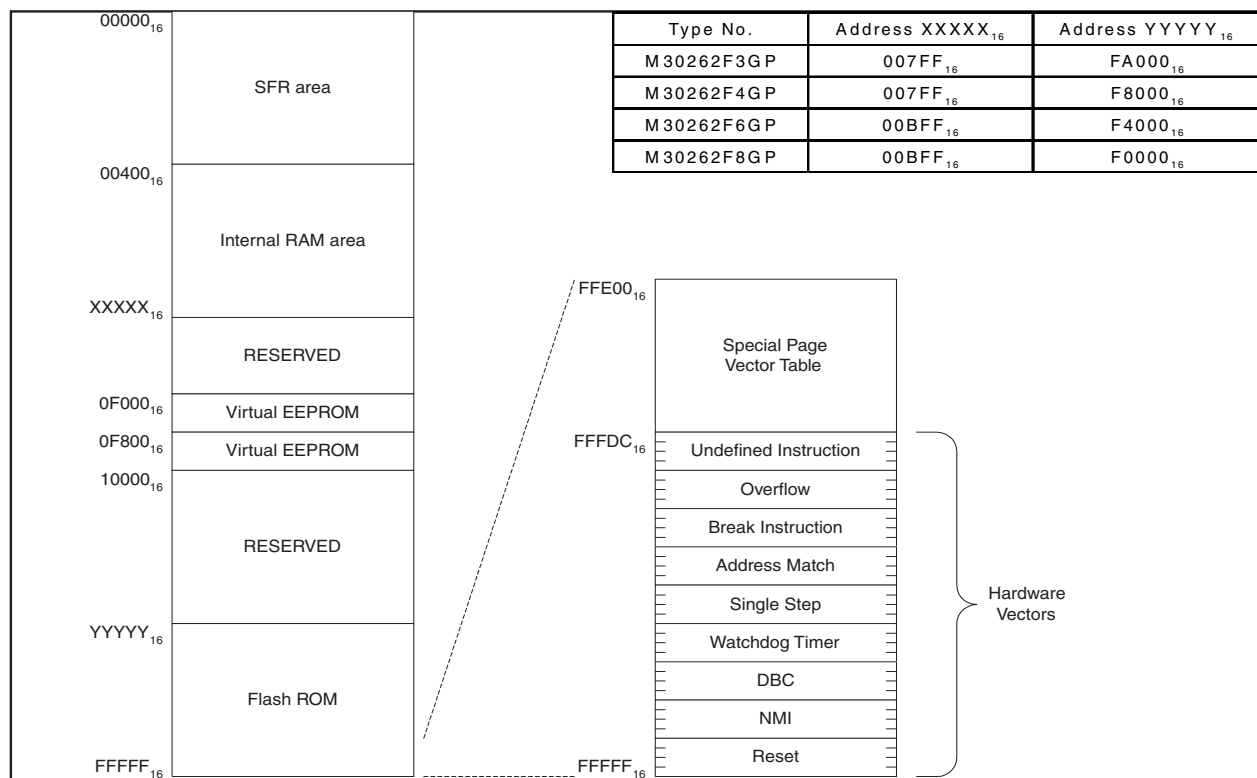 Type No. Address XXXXX₁₆ Address YYYYY₁₆
M30262F3GP 007FF₁₆ FA000₁₆
M30262F4GP 007FF₁₆ F8000₁₆
M30262F6GP 00BFF₁₆ F4000₁₆
M30262F8GP 00BFF₁₆ F0000₁₆
00000₁₆
SFR area
00400₁₆
Internal RAM area
XXXXX₁₆
RESERVED
0F000₁₆
Virtual EEPROM
0F800₁₆
Virtual EEPROM
10000₁₆
RESERVED
YYYYY₁₆
Flash ROM
FFFFF₁₆
FFE00₁₆
Special Page
Vector Table
FFFDC₁₆
Undefined Instruction
Overflow
Break Instruction
Address Match
Single Step
Watchdog Timer
DBC
NMI
Reset
FFFFF₁₆
Hardware
Vectors